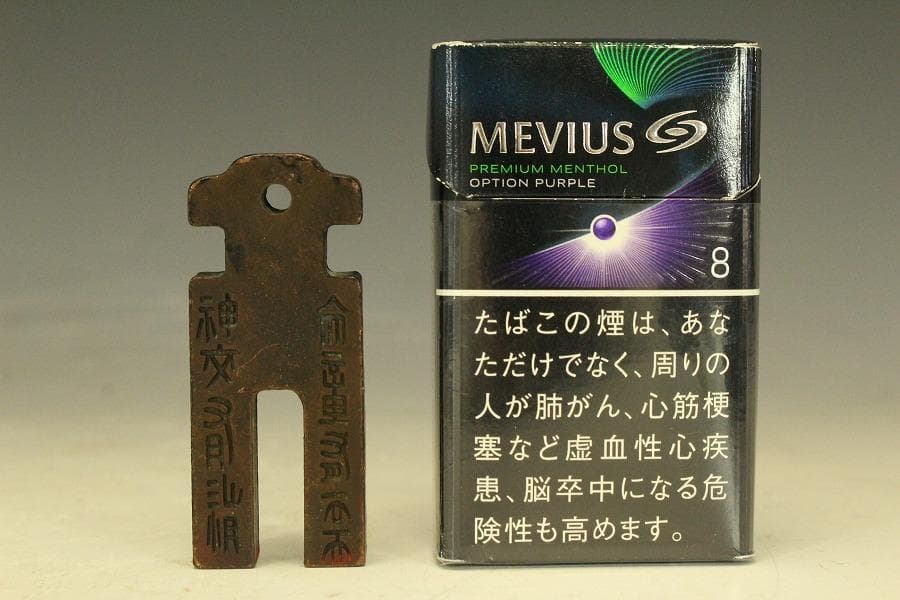 神
MEVIUS
PREMIUM MENTHOL
OPTION PURPLE
8
たばこの煙は、あな
ただけでなく、周りの
人が肺がん、心筋梗
塞など虚血性心疾
患、脳卒中になる危
険性も高めます。